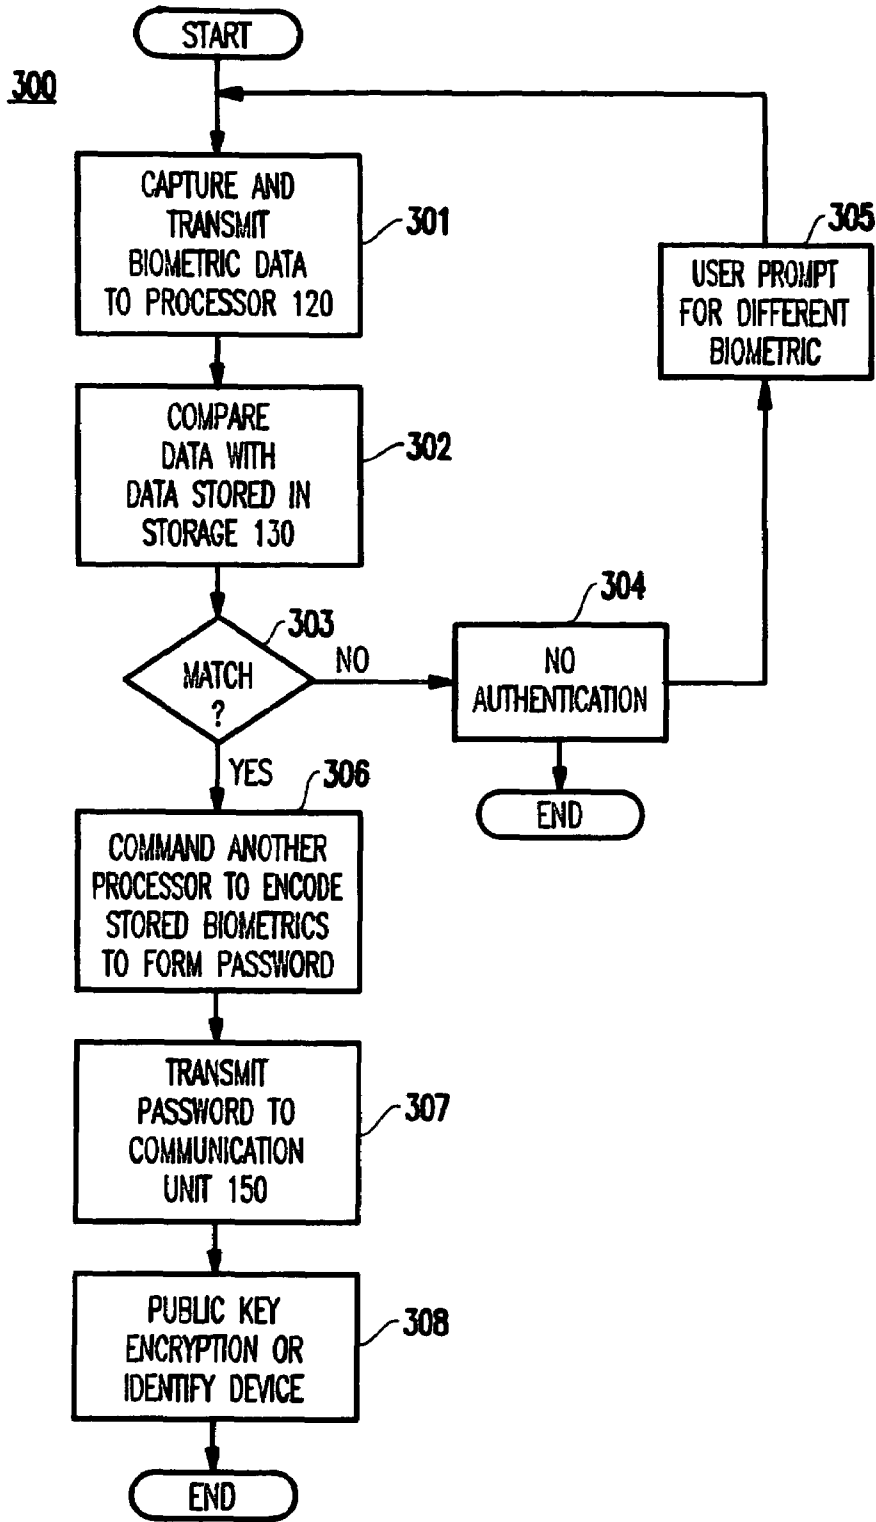 START
300
CAPTURE AND
TRANSMIT
BIOMETRIC DATA
TO PROCESSOR 120
301
305
USER PROMPT
FOR DIFFERENT
BIOMETRIC
COMPARE
DATA WITH
DATA STORED IN
STORAGE 130
302
303
MATCH
?
NO
304
NO
AUTHENTICATION
END
YES
306
COMMAND ANOTHER
PROCESSOR TO ENCODE
STORED BIOMETRICS
TO FORM PASSWORD
TRANSMIT
PASSWORD TO
COMMUNICATION
UNIT 150
307
PUBLIC KEY
ENCRYPTION OR
IDENTIFY DEVICE
308
END